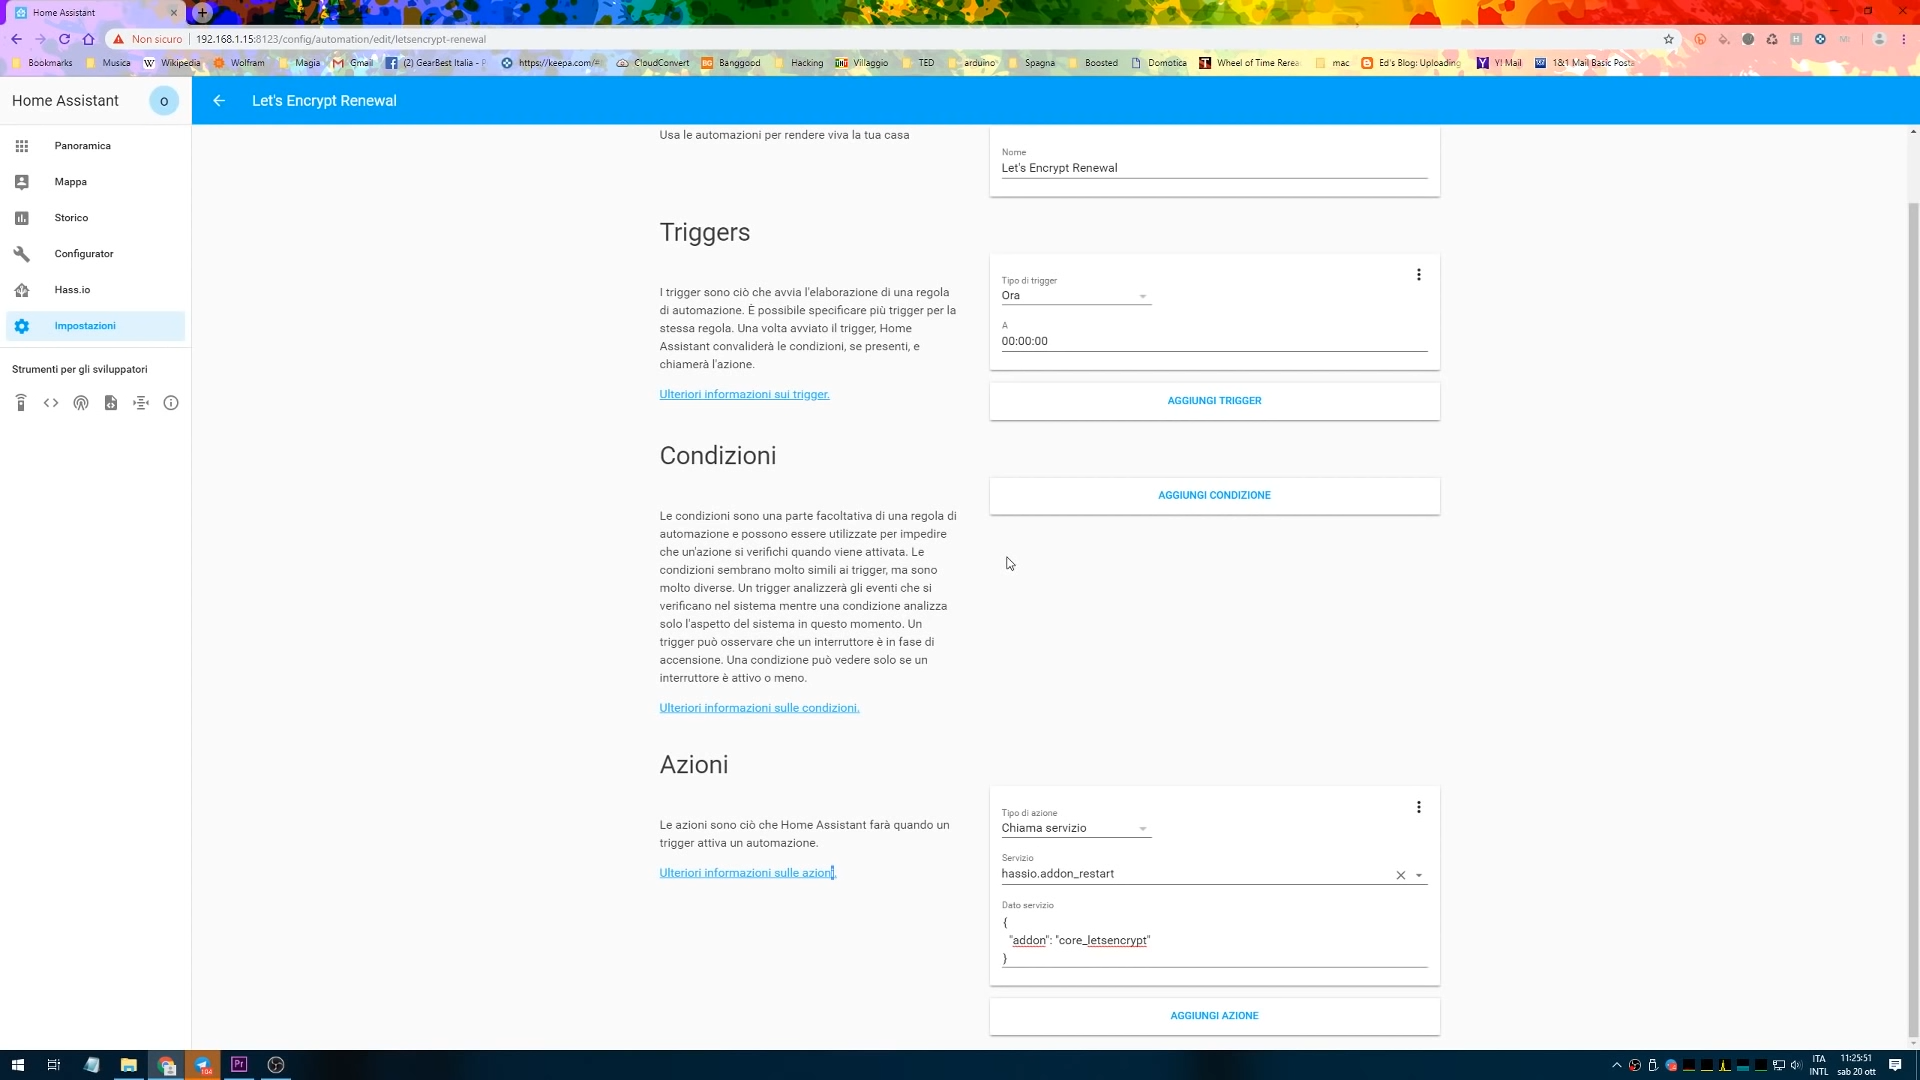 Home Assistant
Non sicuro
192.168.1.15:8123/config/automation/edit/letsencrypt-renewal
Bookmarks
Musica
Wikipedia
Wolfram
Magia
Gmail
(2) GearBest Italia - P
https://keepa.com/#
CloudConvert
Banggood
Hacking
Villaggio
TED
arduino
Spagna
Boosted
Domotica
Wheel of Time Rerea
mac
Ed's Blog: Uploading
Y! Mail
1&1 Mail Basic Posta
Home Assistant
O
Let's Encrypt Renewal
Panoramica
Mappa
Storico
Configurator
Hass.io
Impostazioni
Strumenti per gli sviluppatori
Usa le automazioni per rendere viva la tua casa
Nome
Let's Encrypt Renewal
Triggers
I trigger sono ciò che avvia l'elaborazione di una regola
di automazione. È possibile specificare più trigger per la
stessa regola. Una volta avviato il trigger, Home
Assistant convaliderà le condizioni, se presenti, e
chiamerà l'azione.
Ulteriori informazioni sui trigger.
Tipo di trigger
Ora
A
00:00:00
AGGIUNGI TRIGGER
Condizioni
Le condizioni sono una parte facoltativa di una regola di
automazione e possono essere utilizzate per impedire
che un'azione si verifichi quando viene attivata. Le
condizioni sembrano molto simili ai trigger, ma sono
molto diverse. Un trigger analizzerà gli eventi che si
verificano nel sistema mentre una condizione analizza
solo l'aspetto del sistema in questo momento. Un
trigger può osservare che un interruttore è in fase di
accensione. Una condizione può vedere solo se un
interruttore è attivo o meno.
Ulteriori informazioni sulle condizioni.
AGGIUNGI CONDIZIONE
Azioni
Le azioni sono ciò che Home Assistant farà quando un
trigger attiva un automazione.
Ulteriori informazioni sulle azioni.
Tipo di azione
Chiama servizio
Servizio
hassio.addon_restart
Dato servizio
{
"addon": "core_letsencrypt"
}
AGGIUNGI AZIONE
Pr
ITA
INTL
11:25:51
sab 20 ott